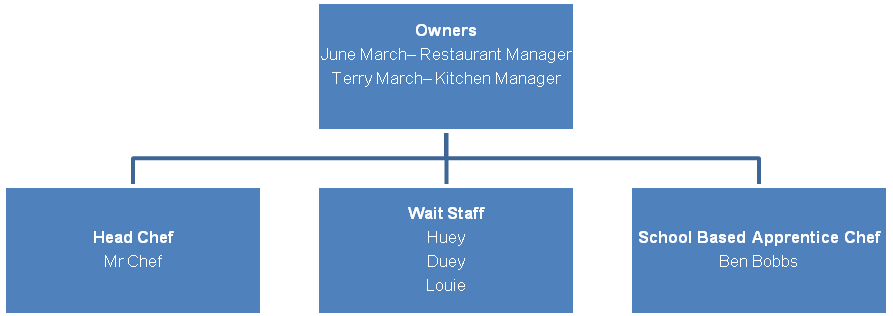 Owners
June March– Restaurant Manager
Terry March– Kitchen Manager
Head Chef
Mr Chef
Wait Staff
Huey
Duey
Louie
School Based Apprentice Chef
Ben Bobbs